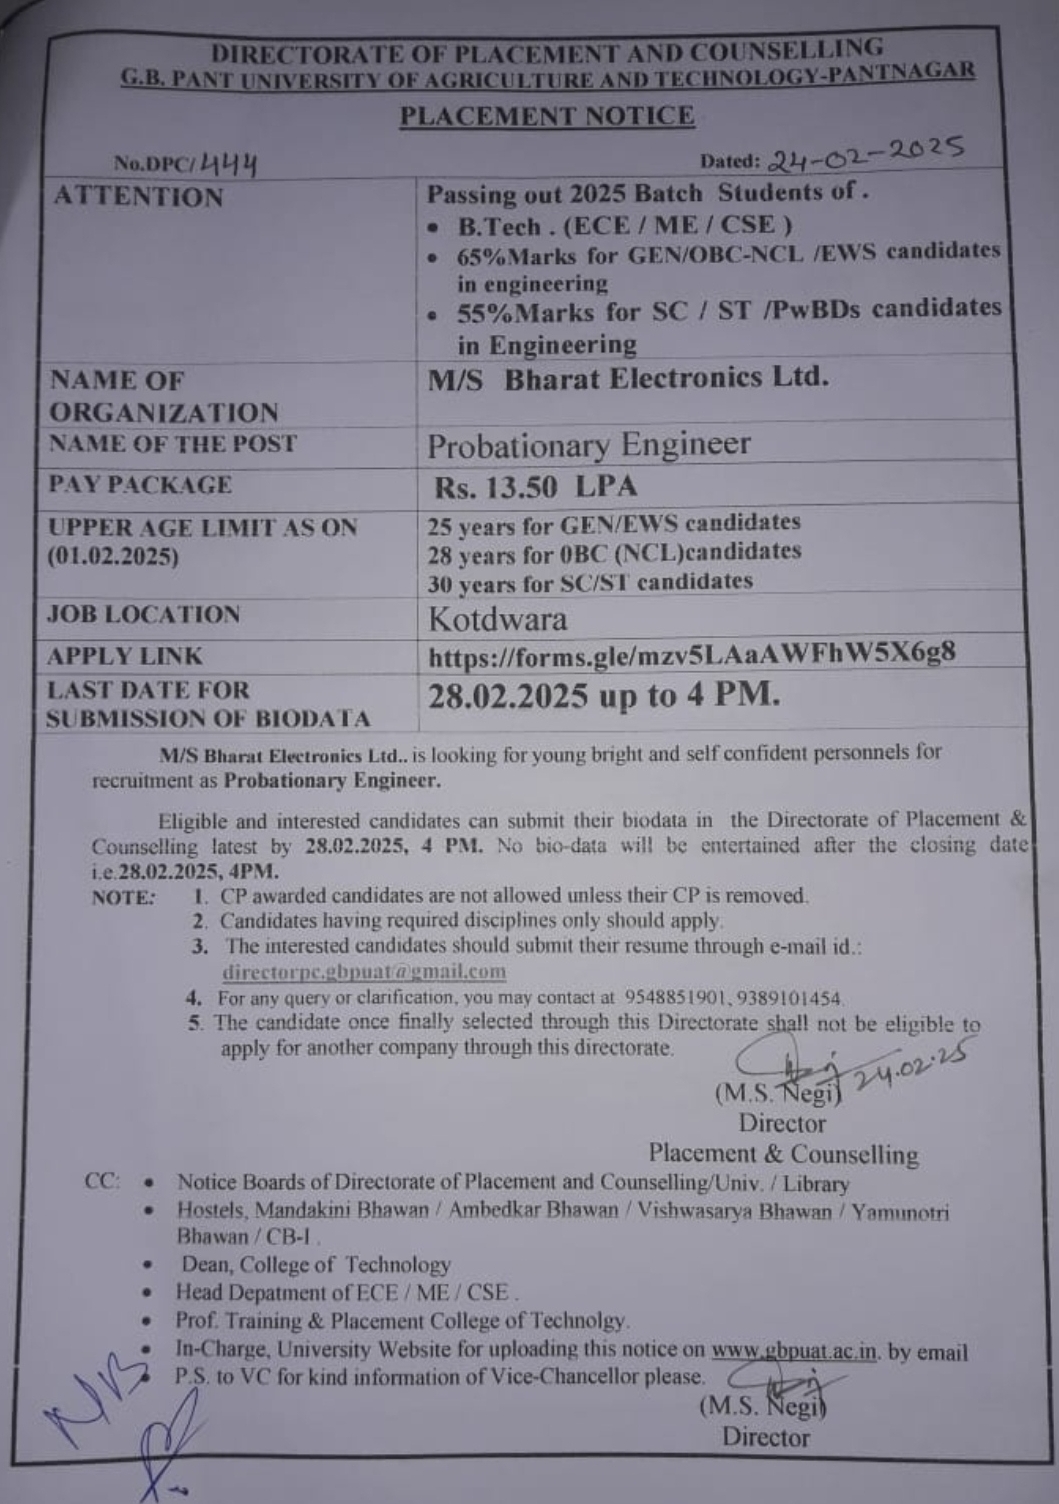 DIRECTORATE OF PLACEMENT AND COUNSELLING
G.B. PANT UNIVERSITY OF AGRICULTURE AND TECHNOLOGY-PANTNAGAR
PLACEMENT NOTICE
No.DPC/444 Dated: 24-02-2025
ATTENTION Passing out 2025 Batch Students of .
• B.Tech . (ECE / ME / CSE )
• 65%Marks for GEN/OBC-NCL /EWS candidates
in engineering
• 55%Marks for SC / ST /PwBDs candidates
in Engineering
NAME OF M/S Bharat Electronics Ltd.
ORGANIZATION
NAME OF THE POST Probationary Engineer
PAY PACKAGE Rs. 13.50 LPA
UPPER AGE LIMIT AS ON 25 years for GEN/EWS candidates
(01.02.2025) 28 years for 0BC (NCL)candidates
30 years for SC/ST candidates
JOB LOCATION Kotdwara
APPLY LINK https://forms.gle/mzv5LAaAWFhW5X6g8
LAST DATE FOR 28.02.2025 up to 4 PM.
SUBMISSION OF BIODATA
M/S Bharat Electronics Ltd.. is looking for young bright and self confident personnels for
recruitment as Probationary Engineer.
Eligible and interested candidates can submit their biodata in the Directorate of Placement &
Counselling latest by 28.02.2025, 4 PM. No bio-data will be entertained after the closing date
i.e.28.02.2025, 4PM.
NOTE: 1. CP awarded candidates are not allowed unless their CP is removed.
2. Candidates having required disciplines only should apply.
3. The interested candidates should submit their resume through e-mail id.:
directorpc.gbpuat@gmail.com
4. For any query or clarification, you may contact at 9548851901, 9389101454.
5. The candidate once finally selected through this Directorate shall not be eligible to
apply for another company through this directorate.
24.02.25
(M.S. Negi)
Director
Placement & Counselling
CC: • Notice Boards of Directorate of Placement and Counselling/Univ. / Library
• Hostels, Mandakini Bhawan / Ambedkar Bhawan / Vishwasarya Bhawan / Yamunotri
Bhawan / CB-I .
• Dean, College of Technology
• Head Depatment of ECE / ME / CSE .
• Prof. Training & Placement College of Technolgy.
• In-Charge, University Website for uploading this notice on www.gbpuat.ac.in. by email
• P.S. to VC for kind information of Vice-Chancellor please.
(M.S. Negi)
Director
N/B